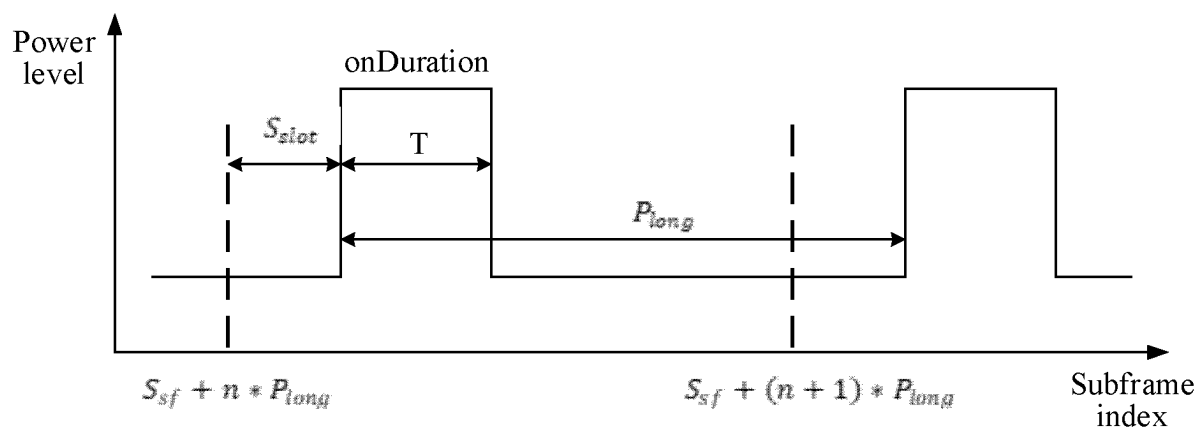 Power
level
onDuration
S_slot
T
P_long
S_sf + n * P_long
S_sf + (n + 1) * P_long
Subframe
index